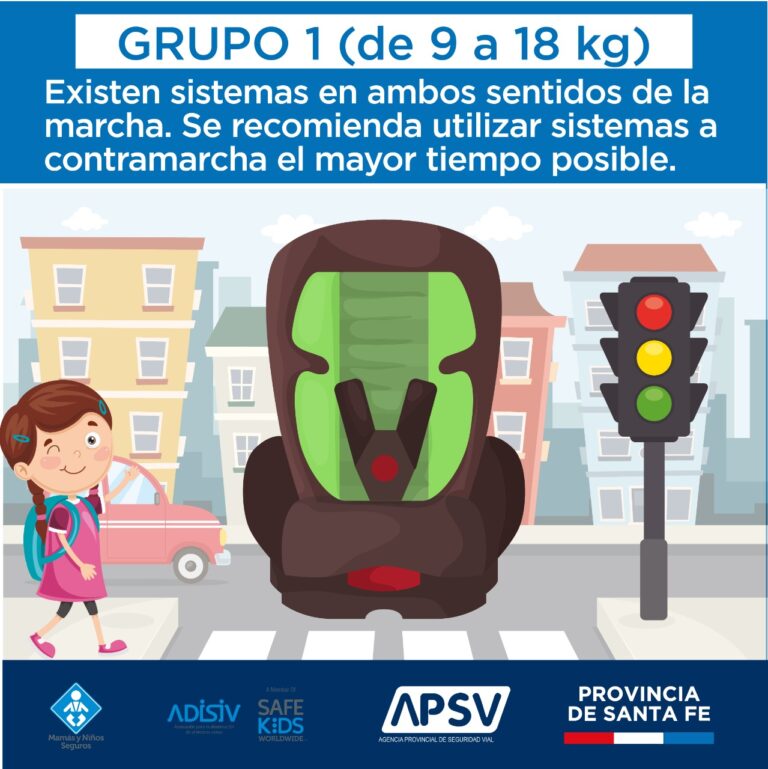 GRUPO 1 (de 9 a 18 kg)
Existen sistemas en ambos sentidos de la
marcha. Se recomienda utilizar sistemas a
contramarcha el mayor tiempo posible.
Mamás y Niños
Seguros
ADISIV
A Member Of
SAFE
KIDS
WORLDWIDE
APSV
AGENCIA PROVINCIAL DE SEGURIDAD VIAL
PROVINCIA
DE SANTA FE